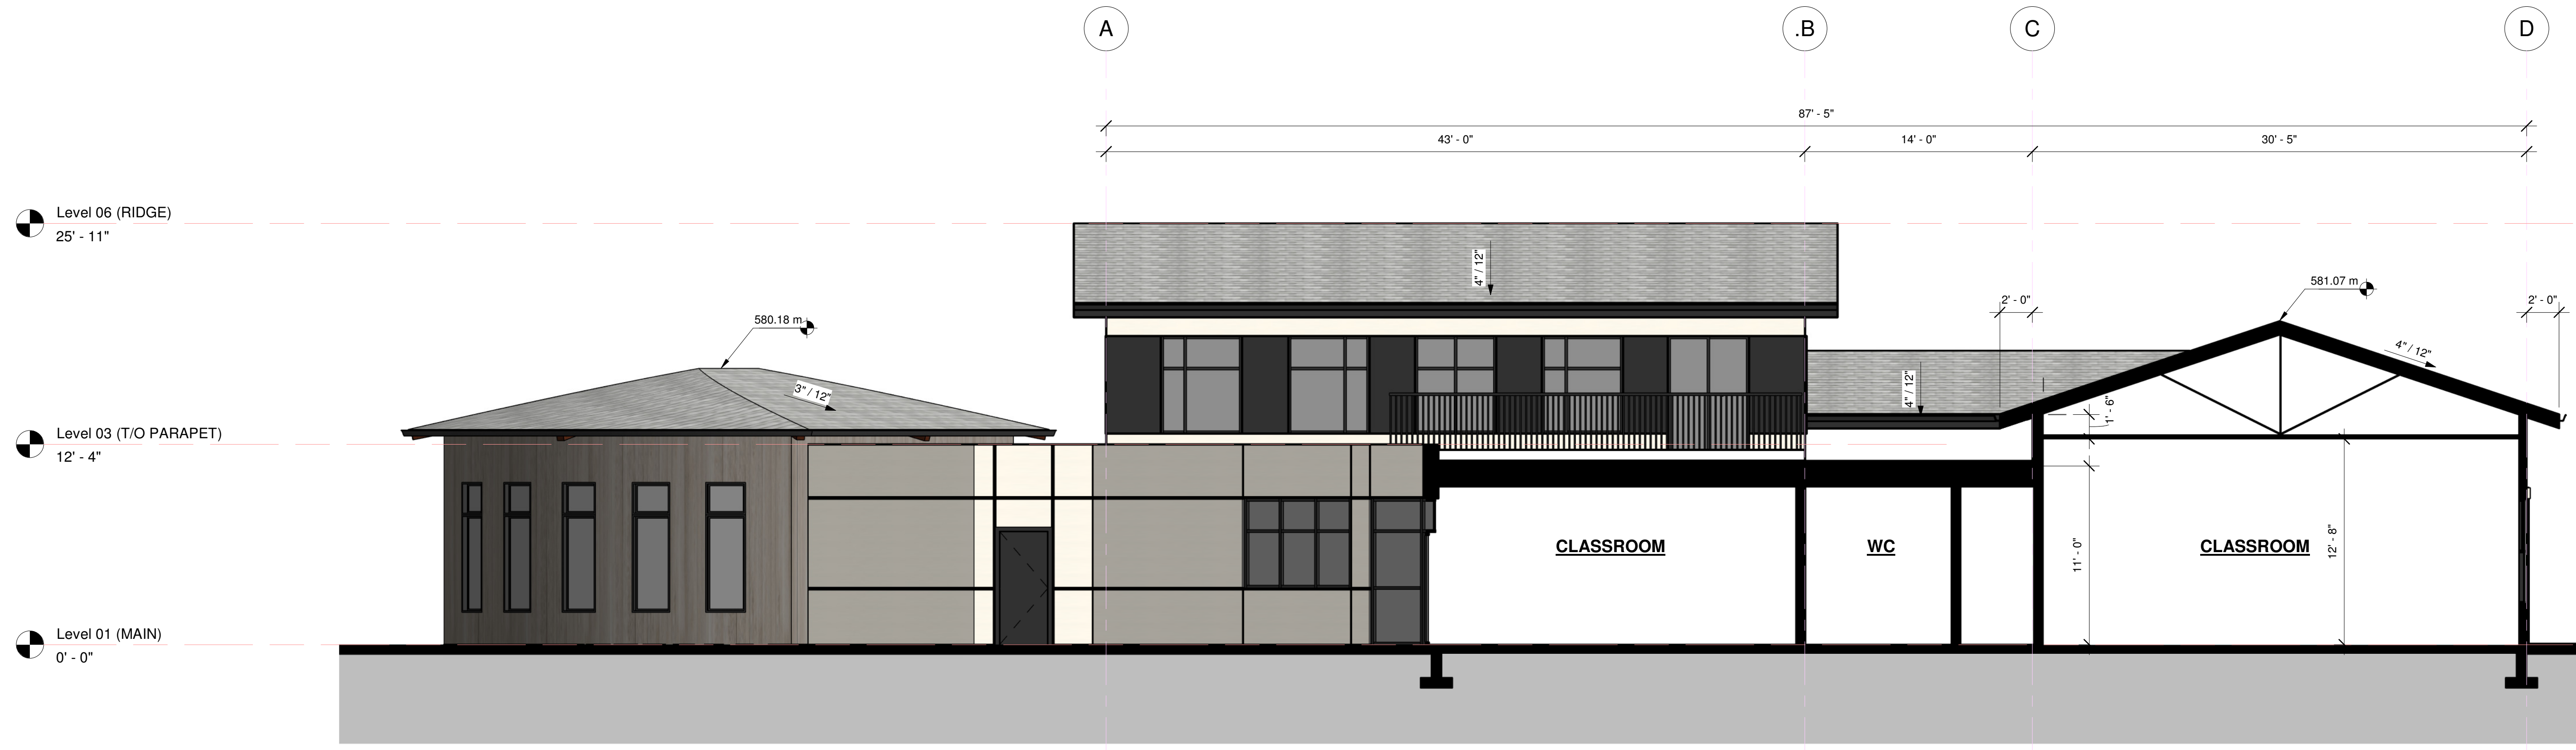 A
.B
C
D
87' - 5"
43' - 0"
14' - 0"
30' - 5"
Level 06 (RIDGE)
25' - 11"
4" / 12"
581.07 m
2' - 0"
2' - 0"
580.18 m
3" / 12"
4" / 12"
4" / 12"
1' - 6"
Level 03 (T/O PARAPET)
12' - 4"
CLASSROOM
WC
11' - 0"
CLASSROOM
12' - 8"
Level 01 (MAIN)
0' - 0"